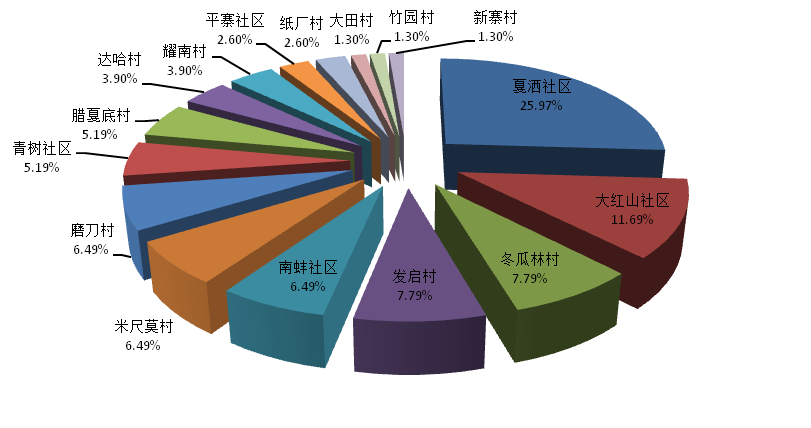 新寨村
1.30%
竹园村
1.30%
大田村
1.30%
纸厂村
2.60%
平寨社区
2.60%
耀南村
3.90%
达哈村
3.90%
腊戛底村
5.19%
青树社区
5.19%
磨刀村
6.49%
米尺莫村
6.49%
南蚌社区
6.49%
发启村
7.79%
冬瓜林村
7.79%
大红山社区
11.69%
戛洒社区
25.97%